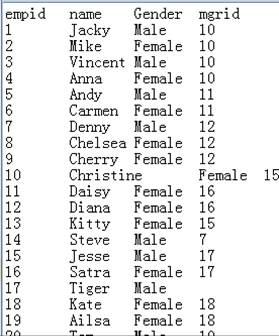 empid name Gender mgrid
1 Jacky Male 10
2 Mike Female 10
3 Vincent Male 10
4 Anna Female 10
5 Andy Male 11
6 Carmen Female 11
7 Denny Male 12
8 Chelsea Female 12
9 Cherry Female 12
10 Christine Female 15
11 Daisy Female 16
12 Diana Female 16
13 Kitty Female 15
14 Steve Male 7
15 Jesse Male 17
16 Satra Female 17
17 Tiger Male
18 Kate Female 18
19 Ailsa Female 18